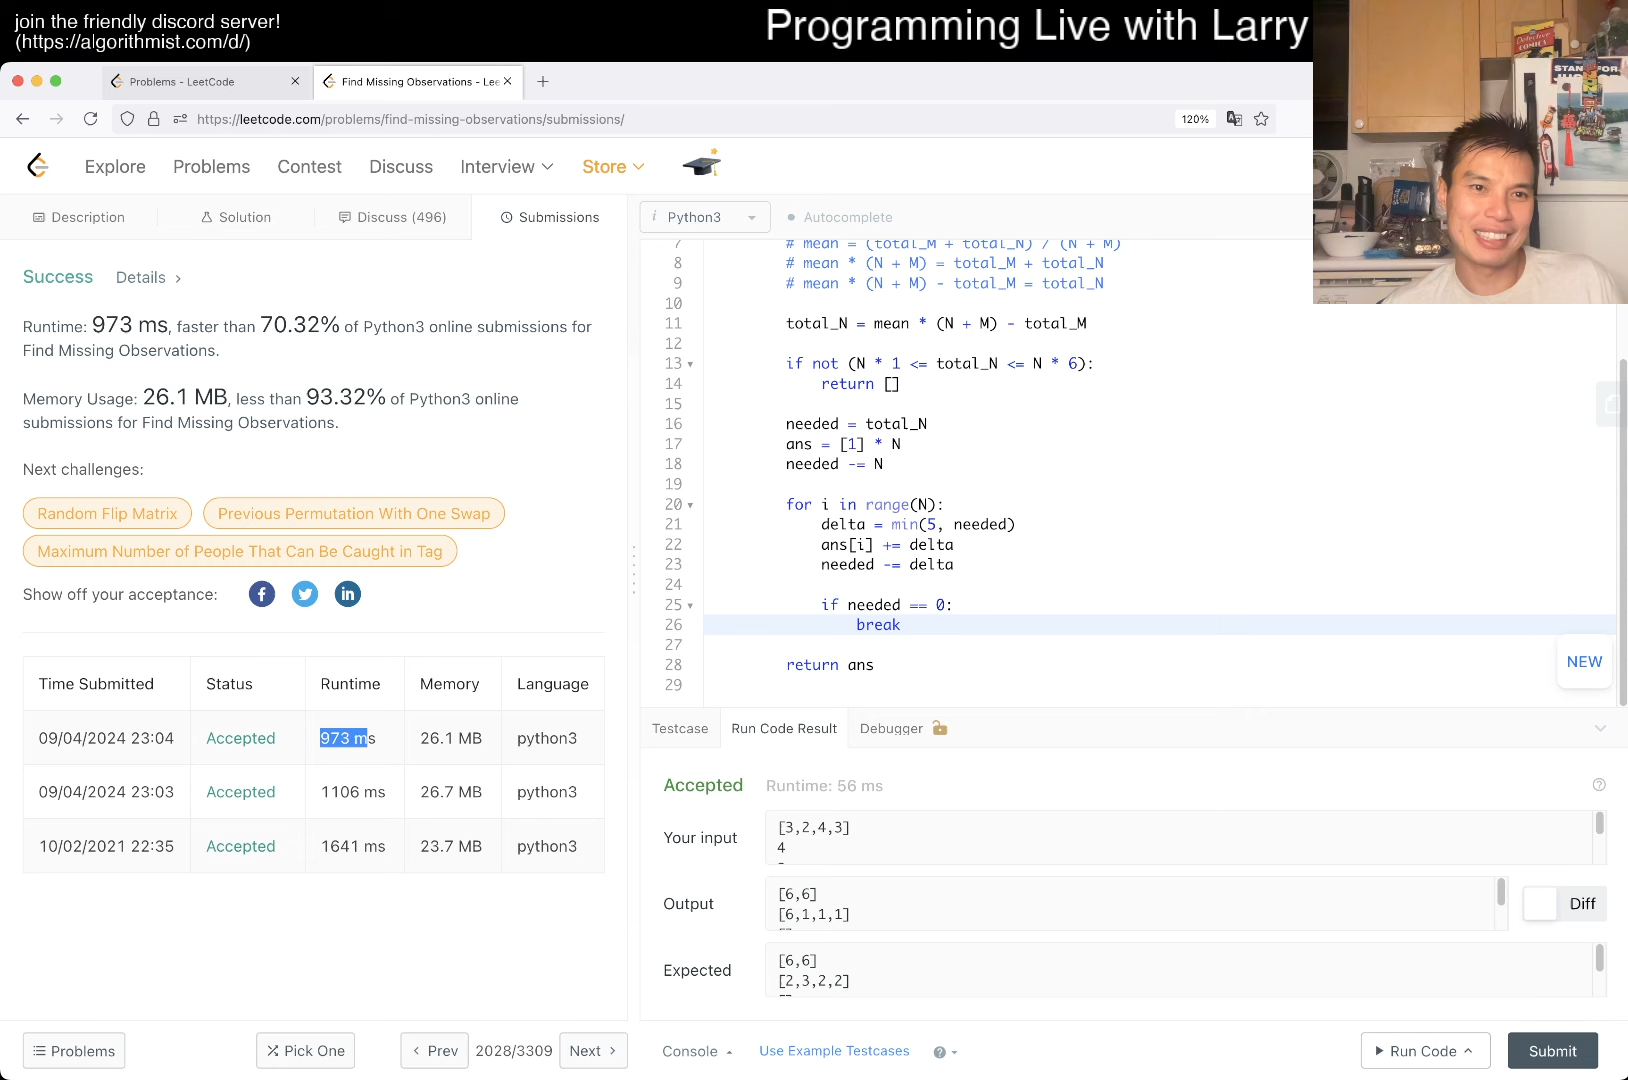 join the friendly discord server!
(https://algorithmist.com/d/)
Programming Live with Larry
Problems - LeetCode
Find Missing Observations - Lee
https://leetcode.com/problems/find-missing-observations/submissions/
120%
Explore
Problems
Contest
Discuss
Interview
Store
Description
Solution
Discuss (496)
Submissions
i Python3
Autocomplete
Success
Details
Runtime: 973 ms, faster than 70.32% of Python3 online submissions for
Find Missing Observations.
Memory Usage: 26.1 MB, less than 93.32% of Python3 online
submissions for Find Missing Observations.
Next challenges:
Random Flip Matrix
Previous Permutation With One Swap
Maximum Number of People That Can Be Caught in Tag
Show off your acceptance:
Time Submitted Status Runtime Memory Language
09/04/2024 23:04 Accepted 973 ms 26.1 MB python3
09/04/2024 23:03 Accepted 1106 ms 26.7 MB python3
10/02/2021 22:35 Accepted 1641 ms 23.7 MB python3
7 # mean = (total_M + total_N) / (N + M)
8 # mean * (N + M) = total_M + total_N
9 # mean * (N + M) - total_M = total_N
10
11 total_N = mean * (N + M) - total_M
12
13 if not (N * 1 <= total_N <= N * 6):
14 return []
15
16 needed = total_N
17 ans = [1] * N
18 needed -= N
19
20 for i in range(N):
21 delta = min(5, needed)
22 ans[i] += delta
23 needed -= delta
24
25 if needed == 0:
26 break
27
28 return ans
29
NEW
Testcase
Run Code Result
Debugger
Accepted
Runtime: 56 ms
Your input
[3,2,4,3]
4
Output
[6,6]
[6,1,1,1]
Diff
Expected
[6,6]
[2,3,2,2]
Problems
Pick One
Prev
2028/3309
Next
Console
Use Example Testcases
Run Code
Submit
DETECTIVE
COMICS